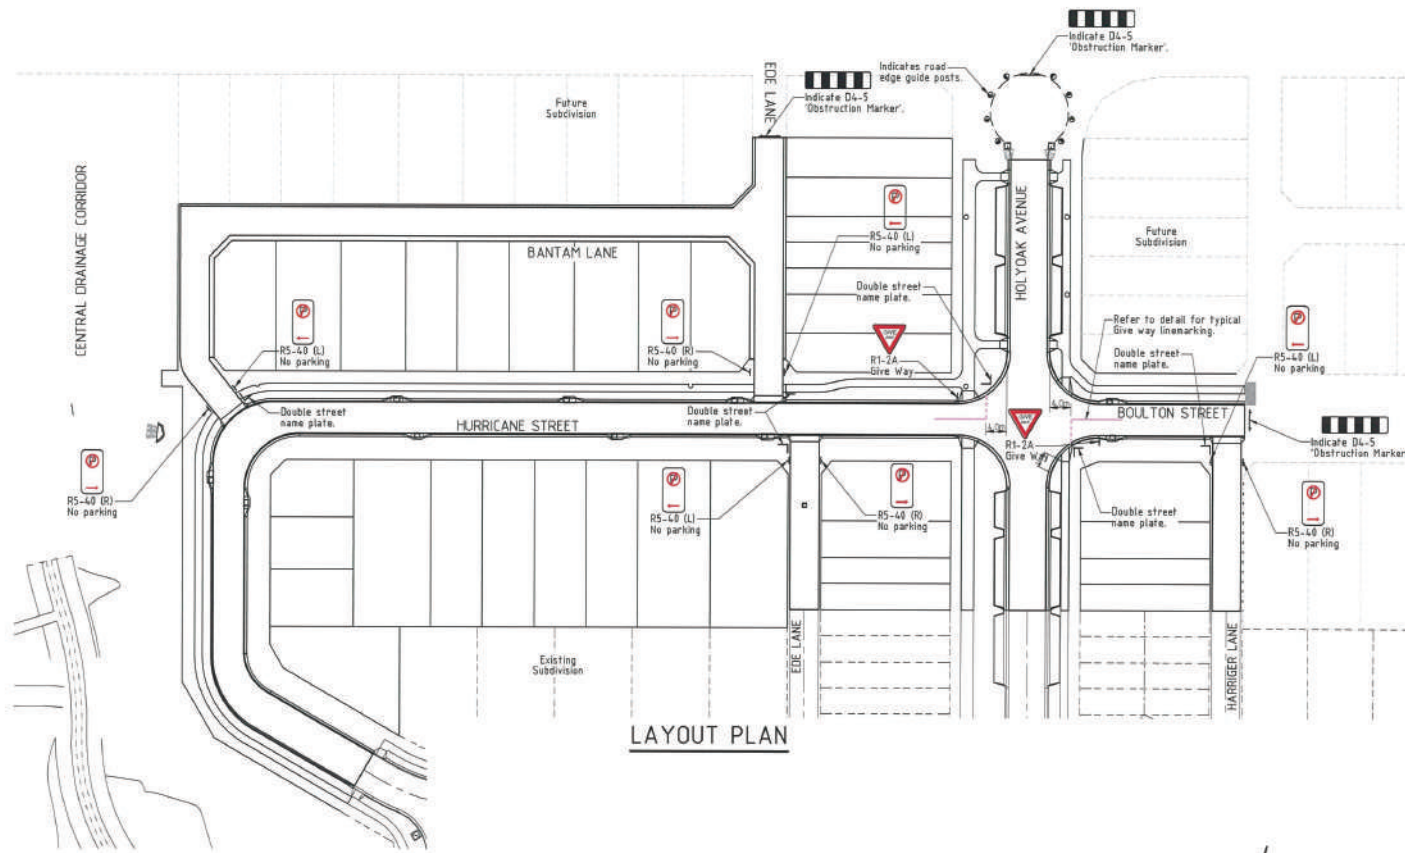 Indicate D4-5
'Obstruction Marker'.
Indicates road
edge guide posts.
EDE LANE
Indicate D4-5
'Obstruction Marker'.
Future
Subdivision
CENTRAL DRAINAGE CORRIDOR
HOLYOAK AVENUE
P
R5-40 (L)
No parking
Future
Subdivision
BANTAM LANE
Double street
name plate.
P
R5-40 (L)
No parking
P
R5-40 (R)
No parking
GIVE
WAY
R1-2A
Give Way
Refer to detail for typical
Give way linemarking.
Double street
name plate.
P
R5-40 (L)
No parking
Double street
name plate.
HURRICANE STREET
Double street
name plate.
4.0m
4.0m
GIVE
WAY
R1-2A
Give Way
BOULTON STREET
Indicate D4-5
'Obstruction Marker
P
R5-40 (R)
No parking
P
R5-40 (L)
No parking
P
R5-40 (R)
No parking
Double street
name plate.
P
R5-40 (R)
No parking
Existing
Subdivision
EDE LANE
HARRIGER LANE
LAYOUT PLAN